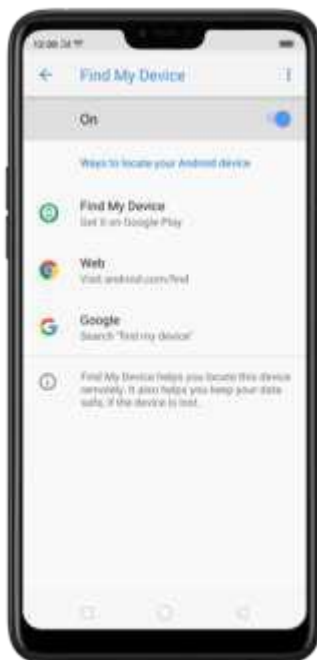 Find My Device
On
Ways to locate your Android device
Find My Device
Get it on Google Play
Web
Visit android.com/find
Google
Search "find my device"
Find My Device helps you locate this device
remotely. It also helps you keep your data
safe, if the device is lost.